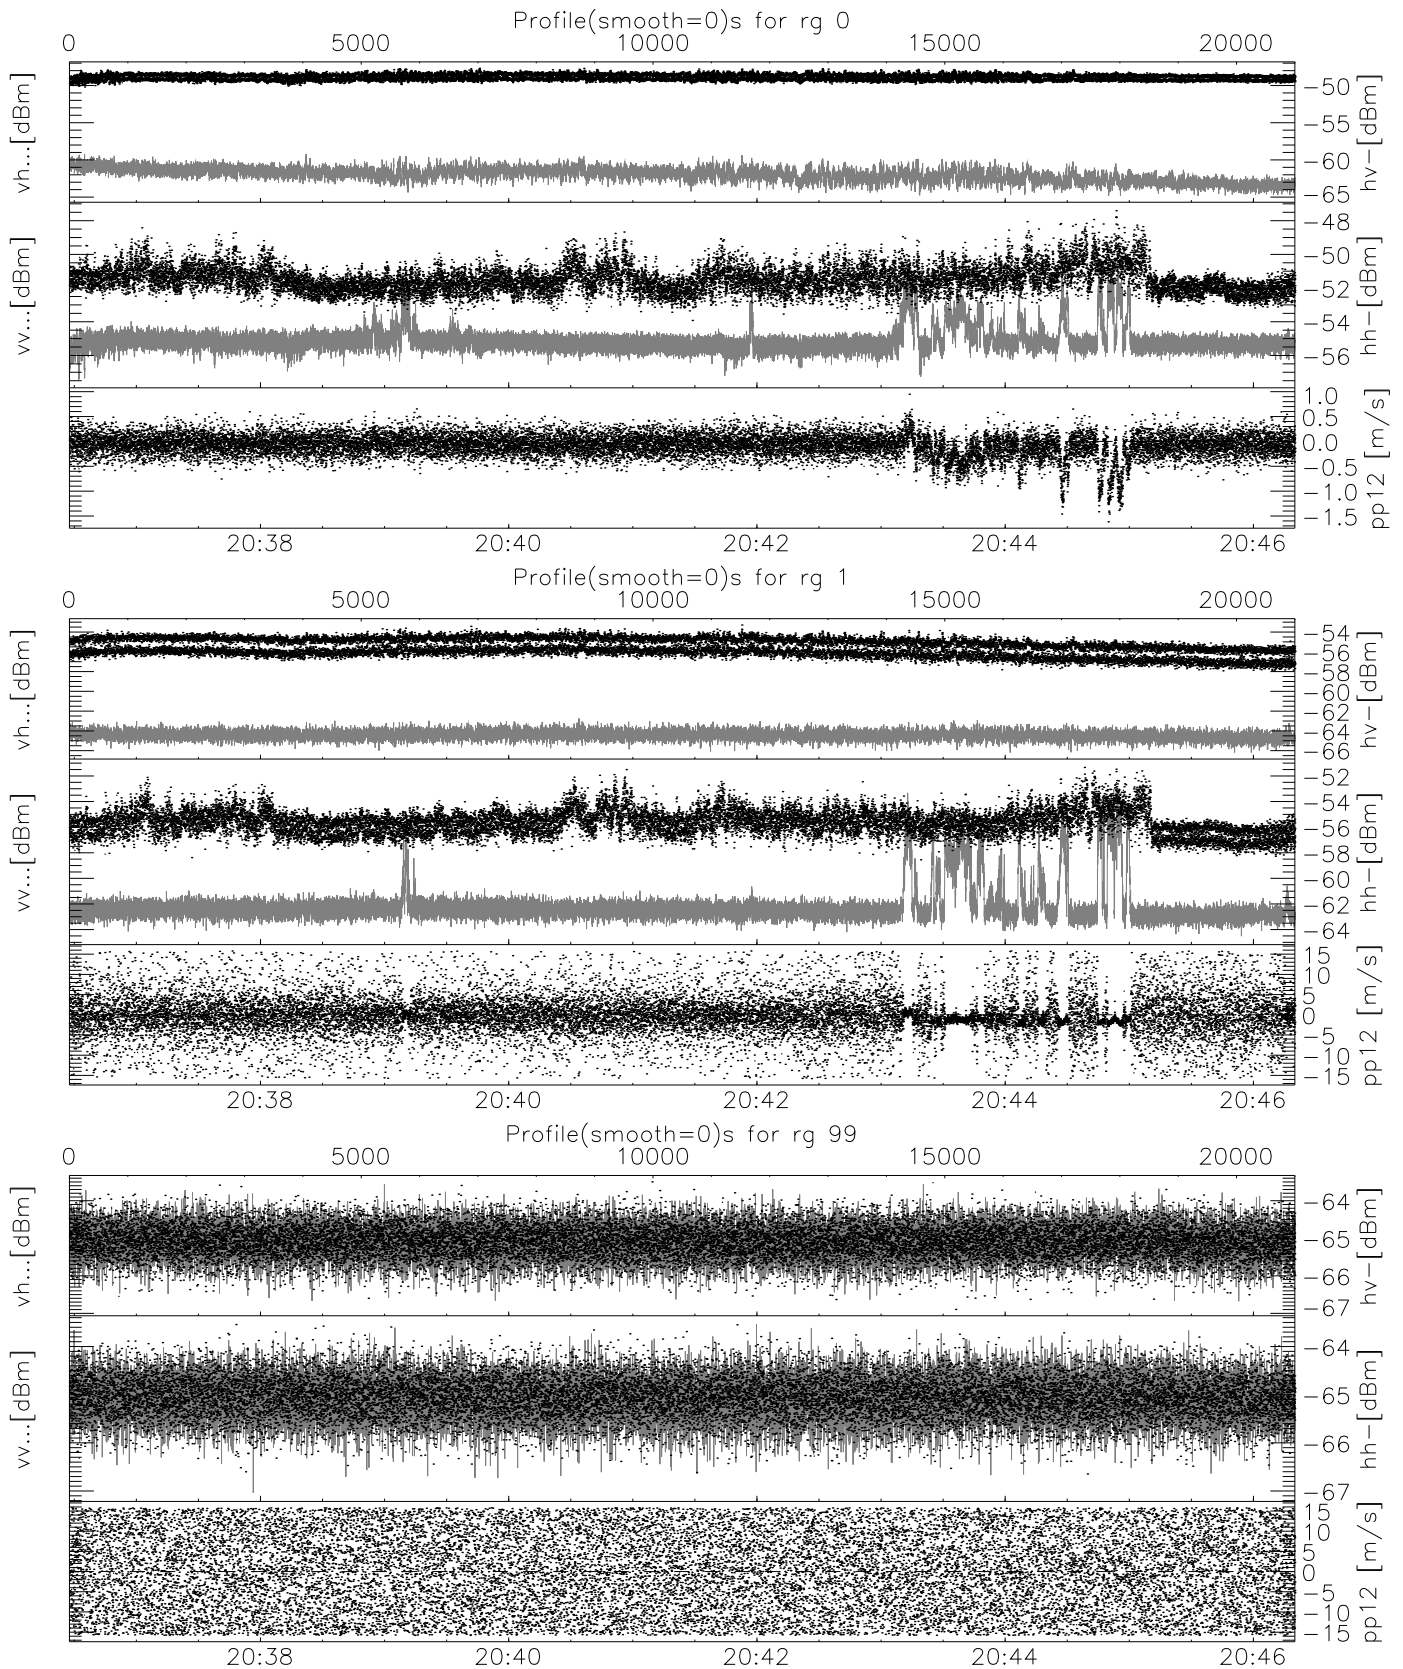 Profile(smooth=0)s for rg 0
0 5000 10000 15000 20000
vh...[dBm]
-50
-55
-60
-65
hv-[dBm]
vv...[dBm]
-48
-50
-52
-54
-56
hh-[dBm]
1.0
0.5
0.0
-0.5
-1.0
-1.5
pp12 [m/s]
20:38 20:40 20:42 20:44 20:46
Profile(smooth=0)s for rg 1
0 5000 10000 15000 20000
vh...[dBm]
-54
-56
-58
-60
-62
-64
-66
hv-[dBm]
vv...[dBm]
-52
-54
-56
-58
-60
-62
-64
hh-[dBm]
15
10
5
0
-5
-10
-15
pp12 [m/s]
20:38 20:40 20:42 20:44 20:46
Profile(smooth=0)s for rg 99
0 5000 10000 15000 20000
vh...[dBm]
-64
-65
-66
-67
hv-[dBm]
vv...[dBm]
-64
-65
-66
-67
hh-[dBm]
15
10
5
0
-5
-10
-15
pp12 [m/s]
20:38 20:40 20:42 20:44 20:46